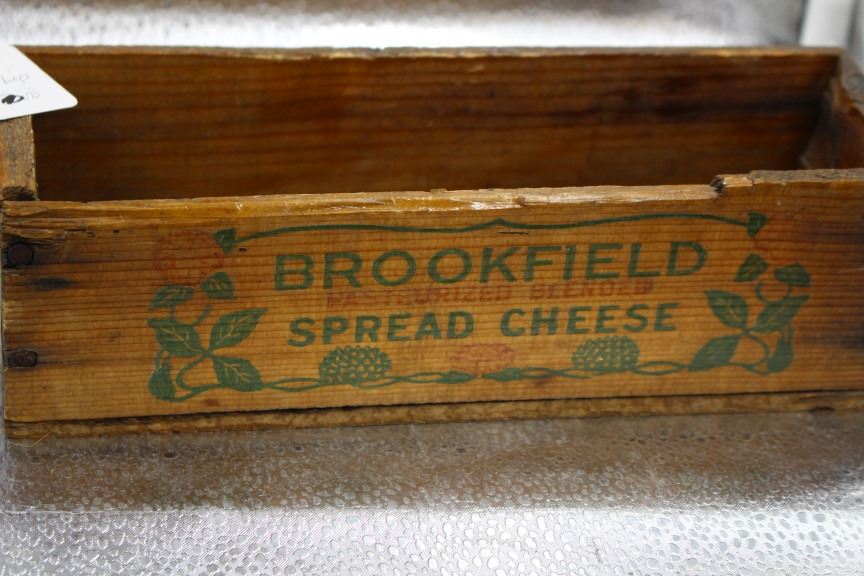 BROOKFIELD
PASTEURIZED BLENDED
SPREAD CHEESE